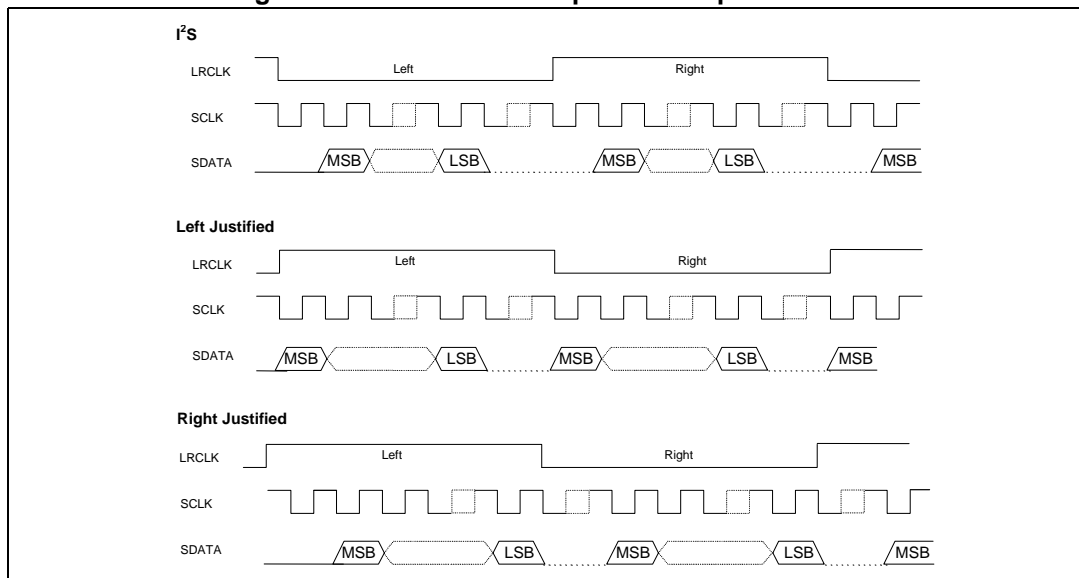 I²S
LRCLK Left Right
SCLK
SDATA MSB LSB MSB LSB MSB
Left Justified
LRCLK Left Right
SCLK
SDATA MSB LSB MSB LSB MSB
Right Justified
LRCLK Left Right
SCLK
SDATA MSB LSB MSB LSB MSB